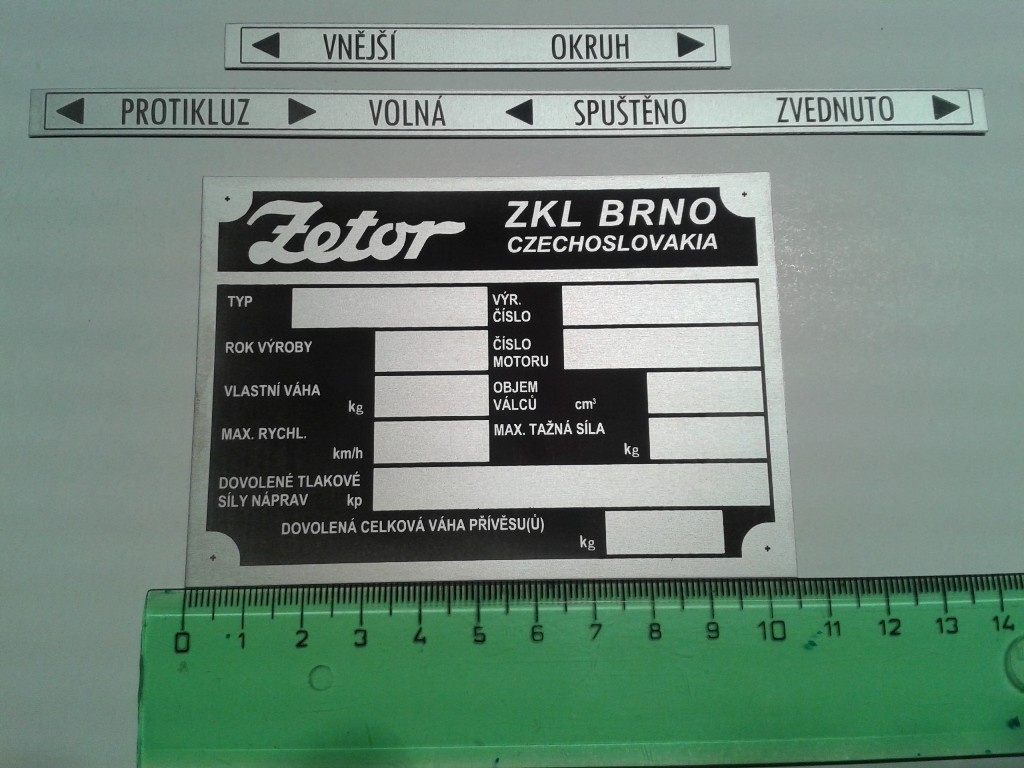 ◀ VNĚJŠÍ OKRUH ▶
◀ PROTIKLUZ ▶ VOLNÁ ◀ SPUŠTĚNO ZVEDNUTO ▶
Zetor
ZKL BRNO
CZECHOSLOVAKIA
TYP
VÝR.
ČÍSLO
ROK VÝROBY
ČÍSLO
MOTORU
VLASTNÍ VÁHA
kg
OBJEM
VÁLCŮ cm³
MAX. RYCHL.
km/h
MAX. TAŽNÁ SÍLA
kg
DOVOLENÉ TLAKOVÉ
SÍLY NÁPRAV kp
DOVOLENÁ CELKOVÁ VÁHA PŘÍVĚSU(Ů)
kg
0 1 2 3 4 5 6 7 8 9 10 11 12 13 14